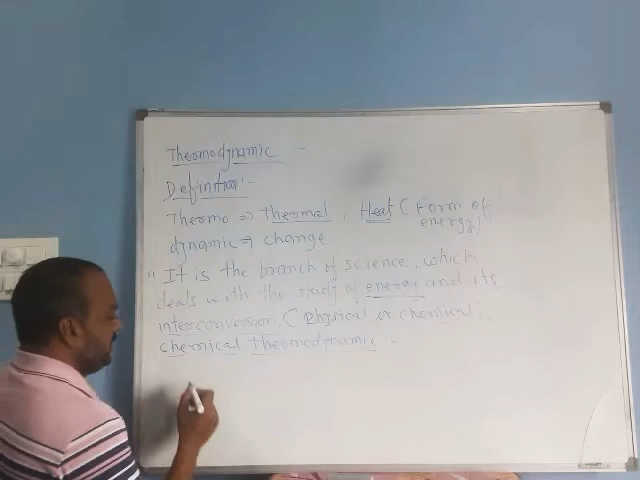 Thermodynamic -
Definition -
Thermo => Thermal, Heat ( Form of energy)
dynamic => change
"It is the branch of science, which
deals with the study of energy and its
interconversion, ( Physical or chemical)
chemical thermodynamic -